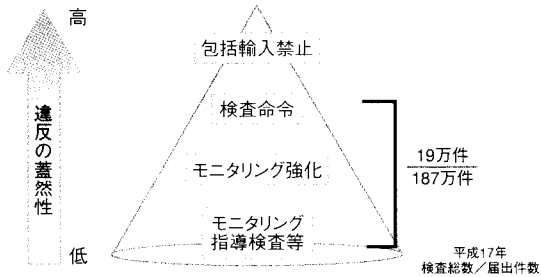 高
違反の蓋然性
低
包括輸入禁止
検査命令
モニタリング強化
モニタリング
指導検査等
19万件
187万件
平成17年
検査総数/届出件数